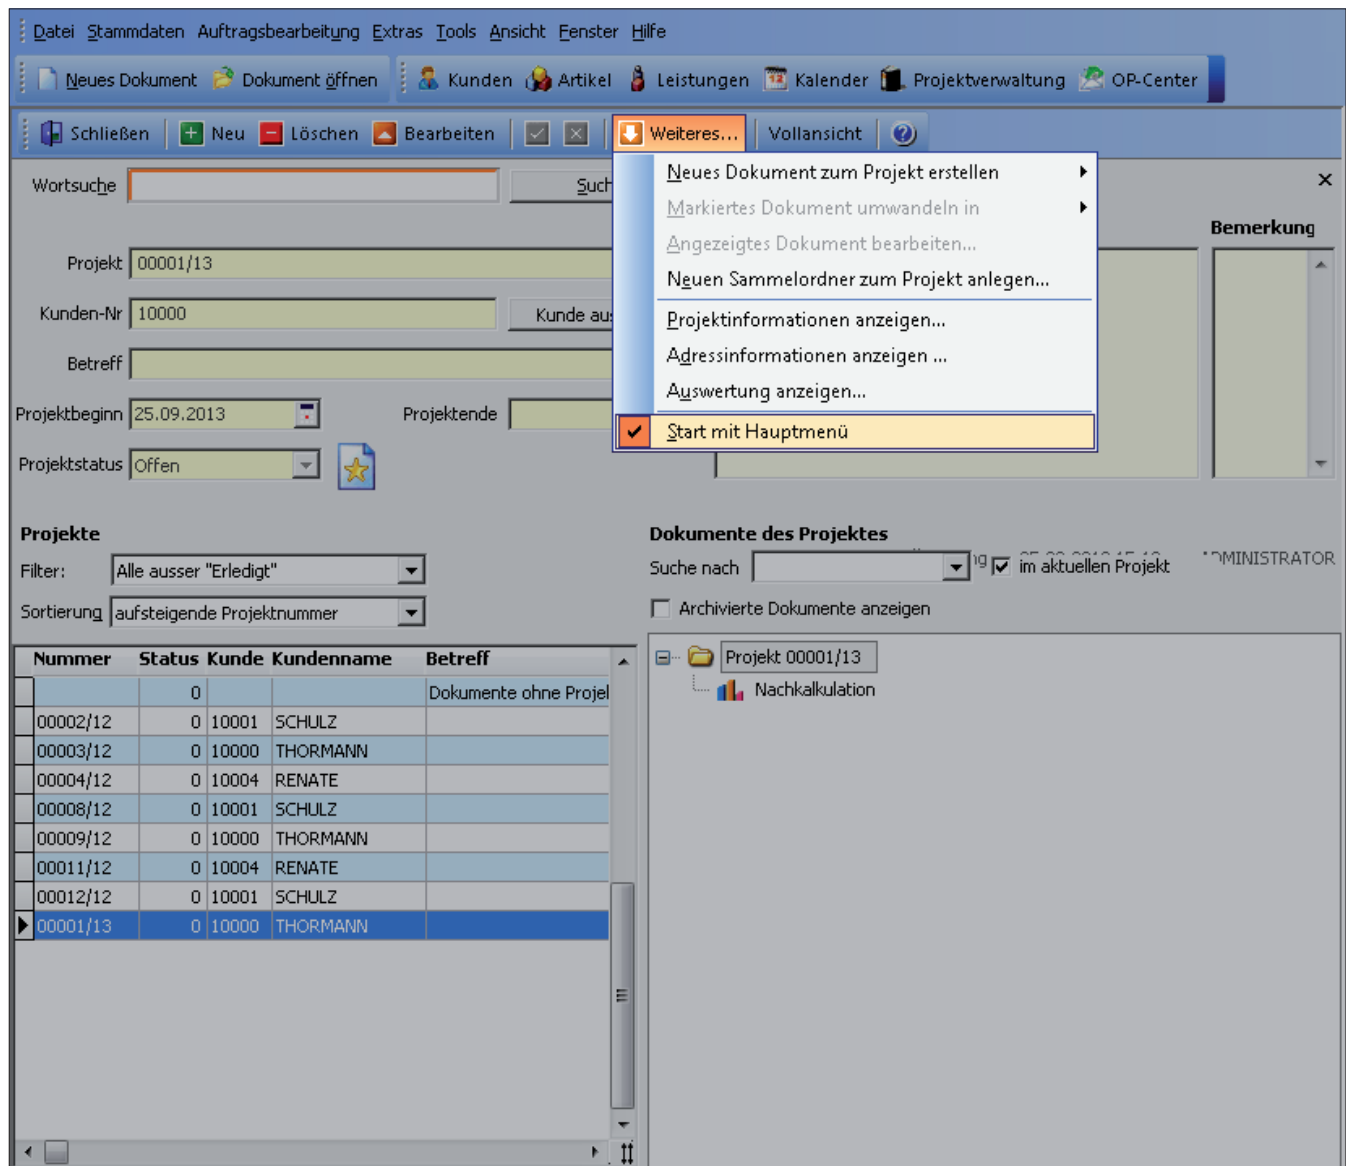 Datei Stammdaten Auftragsbearbeitung Extras Tools Ansicht Fenster Hilfe
Neues Dokument Dokument öffnen Kunden Artikel Leistungen 12 Kalender Projektverwaltung OP-Center
Schließen Neu Löschen Bearbeiten Weiteres... Vollansicht ?
Wortsuche Such
Neues Dokument zum Projekt erstellen
Markiertes Dokument umwandeln in
Angezeigtes Dokument bearbeiten...
Neuen Sammelordner zum Projekt anlegen...
Projektinformationen anzeigen...
Adressinformationen anzeigen ...
Auswertung anzeigen...
Start mit Hauptmenü
Bemerkung
Projekt 00001/13
Kunden-Nr 10000 Kunde aus
Betreff
Projektbeginn 25.09.2013 Projektende
Projektstatus Offen
Projekte
Filter: Alle ausser "Erledigt"
Sortierung aufsteigende Projektnummer
Dokumente des Projektes
Suche nach im aktuellen Projekt DMINISTRATOR
Archivierte Dokumente anzeigen
Nummer Status Kunde Kundenname Betreff
0 Dokumente ohne Projel
00002/12 0 10001 SCHULZ
00003/12 0 10000 THORMANN
00004/12 0 10004 RENATE
00008/12 0 10001 SCHULZ
00009/12 0 10000 THORMANN
00011/12 0 10004 RENATE
00012/12 0 10001 SCHULZ
00001/13 0 10000 THORMANN
Projekt 00001/13
Nachkalkulation